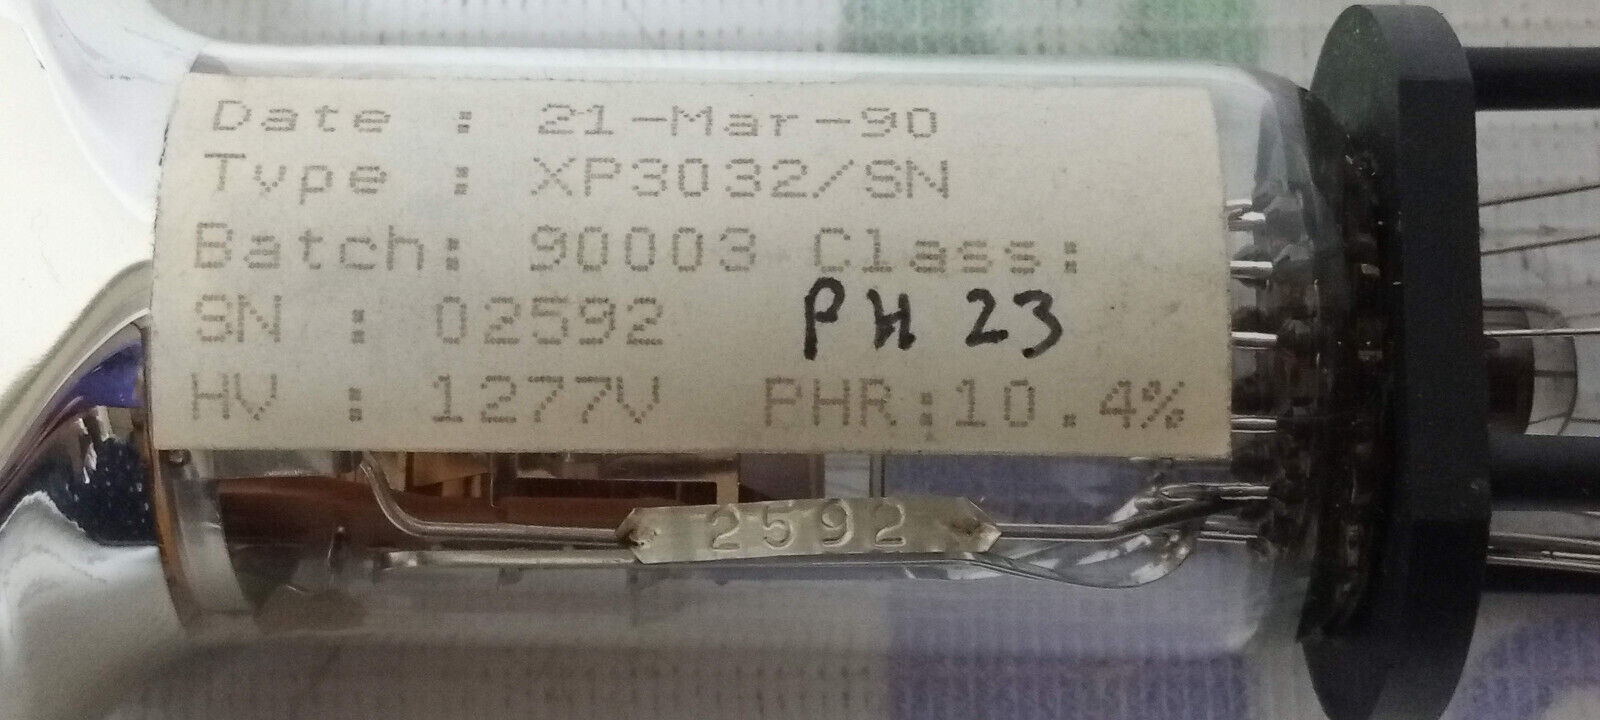 Date : 21-Mar-90
Type : XP3032/SN
Batch: 90003 Class:
SN : 02592 PH 23
HV : 1277V PHR:10.4%
2592